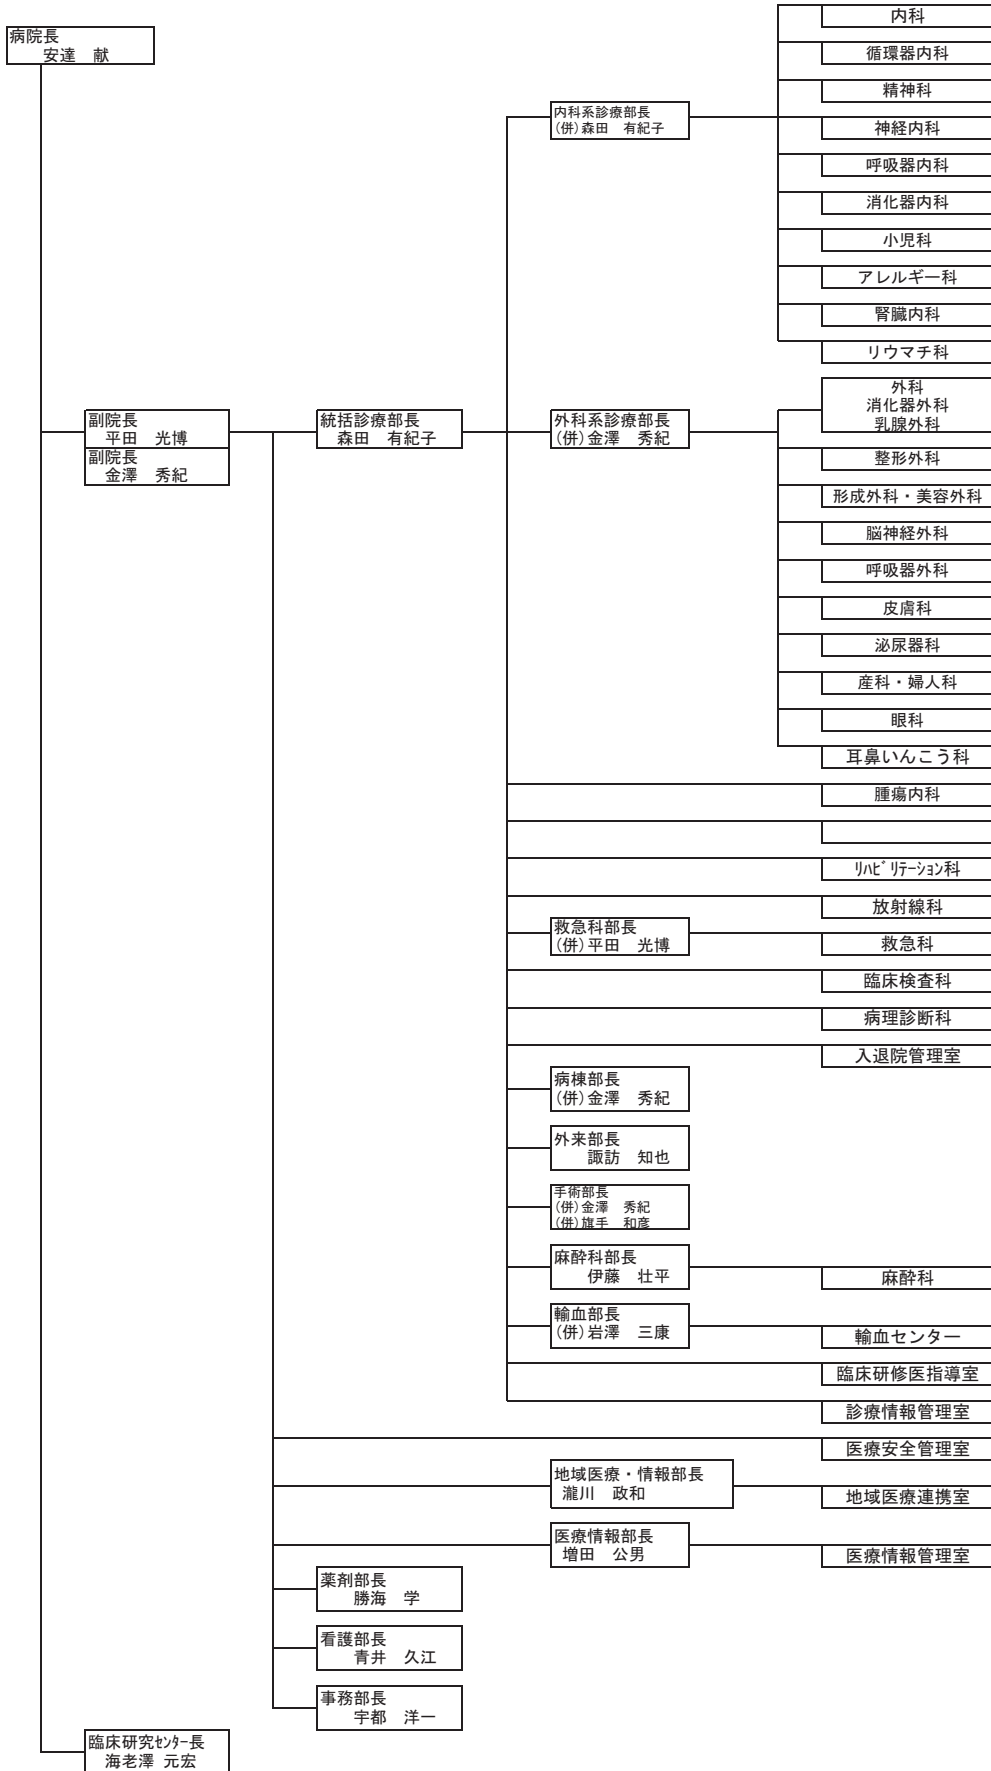 病院長
安達　献
内科
循環器内科
精神科
内科系診療部長
(併)森田　有紀子
神経内科
呼吸器内科
消化器内科
小児科
アレルギー科
腎臓内科
リウマチ科
副院長
平田　光博
副院長
金澤　秀紀
統括診療部長
森田　有紀子
外科系診療部長
(併)金澤　秀紀
外科
消化器外科
乳腺外科
整形外科
形成外科・美容外科
脳神経外科
呼吸器外科
皮膚科
泌尿器科
産科・婦人科
眼科
耳鼻いんこう科
腫瘍内科
ﾘﾊﾋﾞﾘﾃｰｼｮﾝ科
放射線科
救急科部長
(併)平田　光博
救急科
臨床検査科
病理診断科
入退院管理室
病棟部長
(併)金澤　秀紀
外来部長
諏訪　知也
手術部長
(併)金澤　秀紀
(併)旗手　和彦
麻酔科部長
伊藤　壮平
麻酔科
輸血部長
(併)岩澤　三康
輸血センター
臨床研修医指導室
診療情報管理室
医療安全管理室
地域医療・情報部長
瀧川　政和
地域医療連携室
医療情報部長
増田　公男
医療情報管理室
薬剤部長
勝海　学
看護部長
青井　久江
事務部長
宇都　洋一
臨床研究ｾﾝﾀｰ長
海老澤 元宏